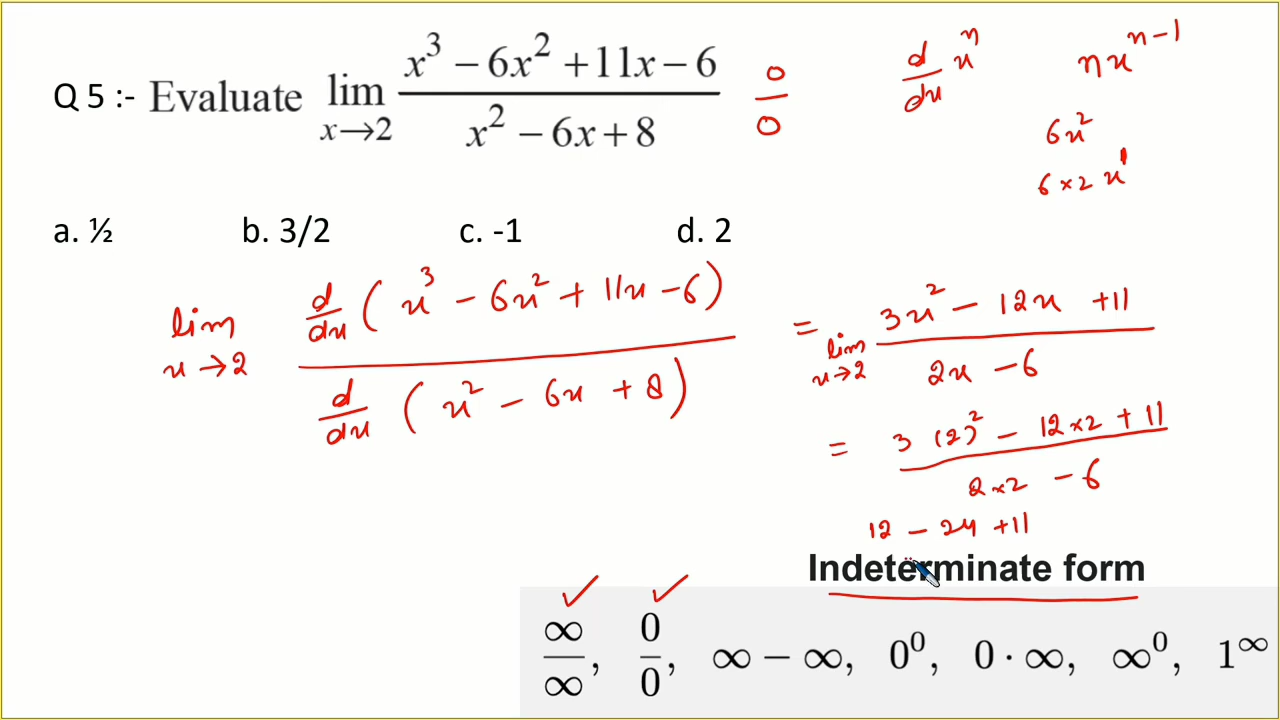 Q 5 :- Evaluate lim x→2 (x³ − 6x² + 11x − 6)/(x² − 6x + 8)
0/0
d/dx xⁿ
nxⁿ⁻¹
6x²
6×2 x¹
a. ½ b. 3/2 c. -1 d. 2
lim x→2 d/dx (x³ − 6x² + 11x − 6) / d/dx (x² − 6x + 8)
= lim x→2 (3x² − 12x + 11)/(2x − 6)
= (3 (2)² − 12×2 + 11)/(2×2 − 6)
12 − 24 + 11
Indeterminate form
∞/∞, 0/0, ∞ − ∞, 0⁰, 0 · ∞, ∞⁰, 1^∞